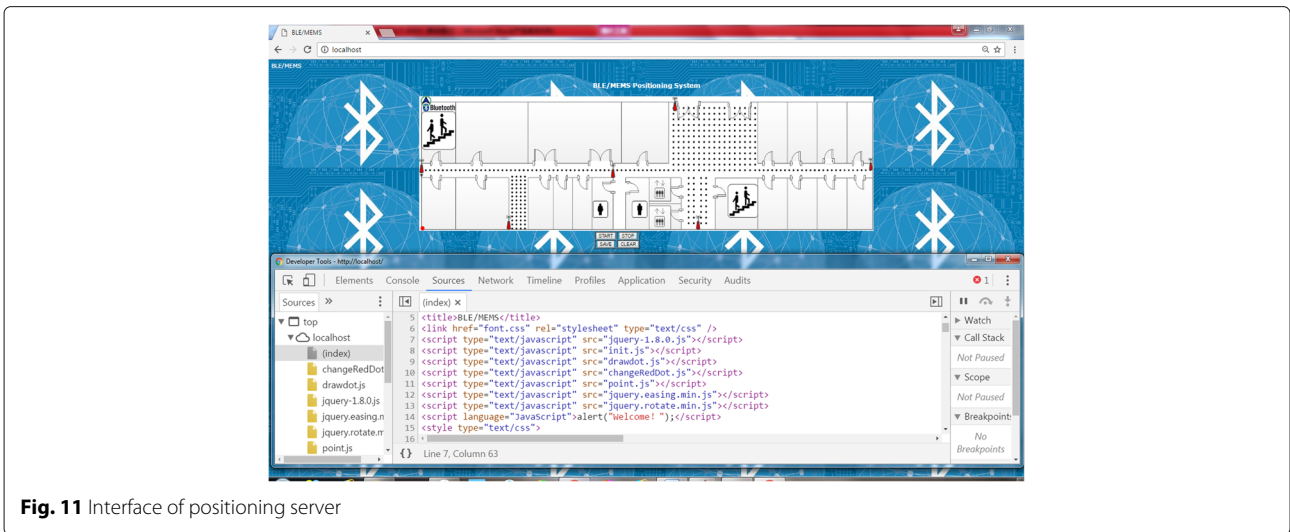 BLE/MEMS
localhost
BLE/MEMS
BLE/MEMS Positioning System
Bluetooth
START STOP
SAVE CLEAR
Developer Tools - http://localhost/
Elements Console Sources Network Timeline Profiles Application Security Audits
1
Sources
(index)
top
localhost
(index)
changeRedDot
drawdot.js
jquery-1.8.0.js
jquery.easing.n
jquery.rotate.m
point.js
5 <title>BLE/MEMS</title>
6 <link href="font.css" rel="stylesheet" type="text/css" />
7 <script type="text/javascript" src="jquery-1.8.0.js"></script>
8 <script type="text/javascript" src="init.js"></script>
9 <script type="text/javascript" src="drawdot.js"></script>
10 <script type="text/javascript" src="changeRedDot.js"></script>
11 <script type="text/javascript" src="point.js"></script>
12 <script type="text/javascript" src="jquery.easing.min.js"></script>
13 <script type="text/javascript" src="jquery.rotate.min.js"></script>
14 <script language="JavaScript">alert("Welcome! ");</script>
15 <style type="text/css">
16
{} Line 7, Column 63
Watch
Call Stack
Not Paused
Scope
Not Paused
Breakpoints
No
Breakpoints
Fig. 11 Interface of positioning server